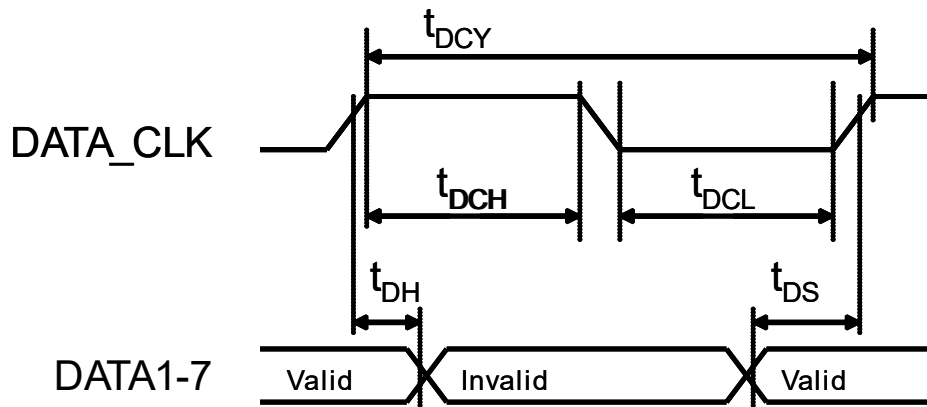 tDCY
DATA_CLK
tDCH
tDCL
tDH
tDS
DATA1-7
Valid
Invalid
Valid